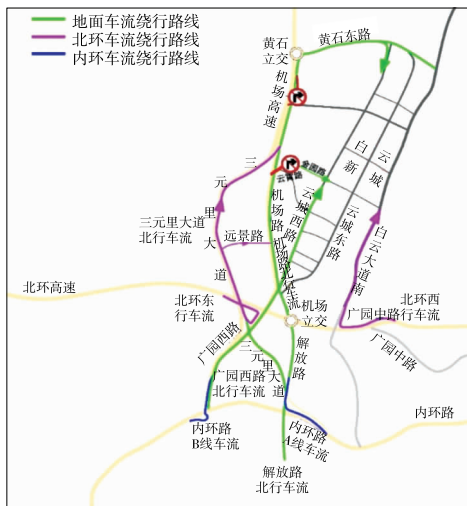 地面车流绕行路线
北环车流绕行路线
内环车流绕行路线
黄石
立交
黄石东路
机场高速
三元里大道
三元里大道
北行车流
远景路
云霄路
金园路
机场路
云城西路
白云新城
云城东路
白云大道南
北环高速
北环东
行车流
机场
立交
北环西
行车流
广园中路
广园中路
广园西路
三元里大道
广园西路
北行车流
解放路
内环路
内环路
B线车流
内环路
A线车流
解放路
北行车流